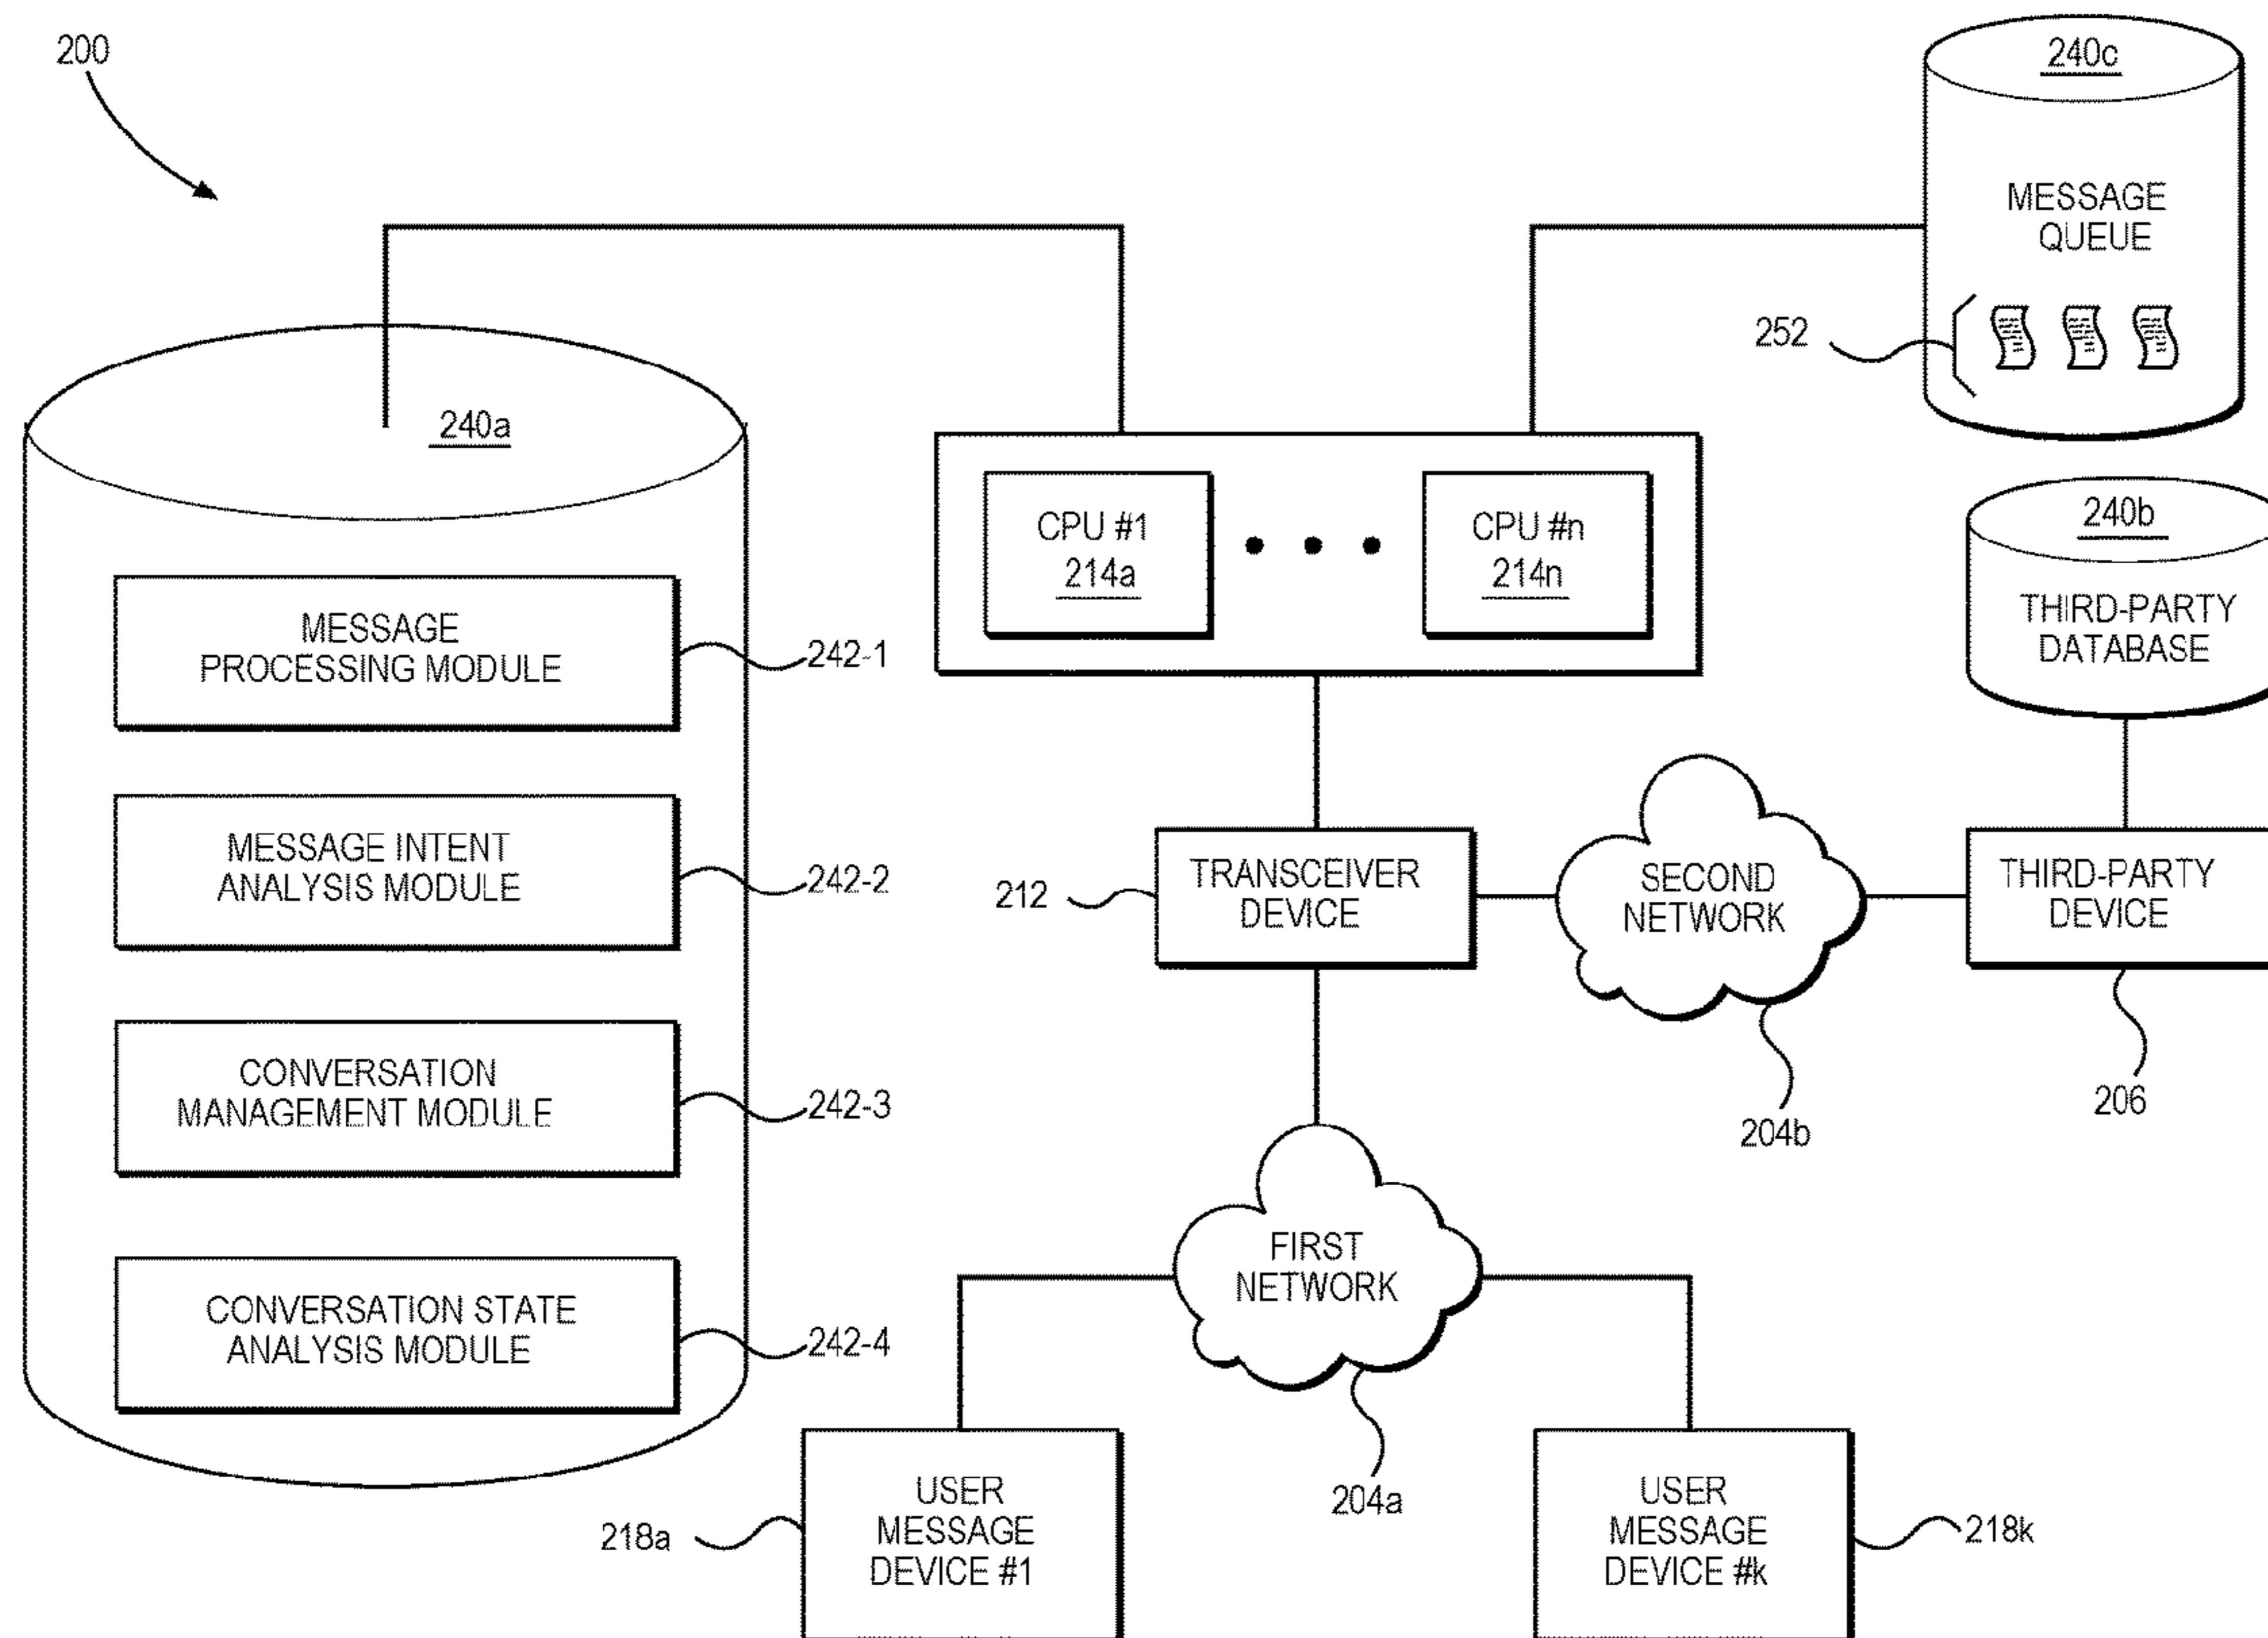 200
240c
MESSAGE
QUEUE
252
240a
CPU #1
214a
CPU #n
214n
240b
THIRD-PARTY
DATABASE
MESSAGE
PROCESSING MODULE
242-1
MESSAGE INTENT
ANALYSIS MODULE
242-2
212
TRANSCEIVER
DEVICE
SECOND
NETWORK
THIRD-PARTY
DEVICE
CONVERSATION
MANAGEMENT MODULE
242-3
204b
206
FIRST
NETWORK
CONVERSATION STATE
ANALYSIS MODULE
242-4
204a
218a
USER
MESSAGE
DEVICE #1
USER
MESSAGE
DEVICE #k
218k